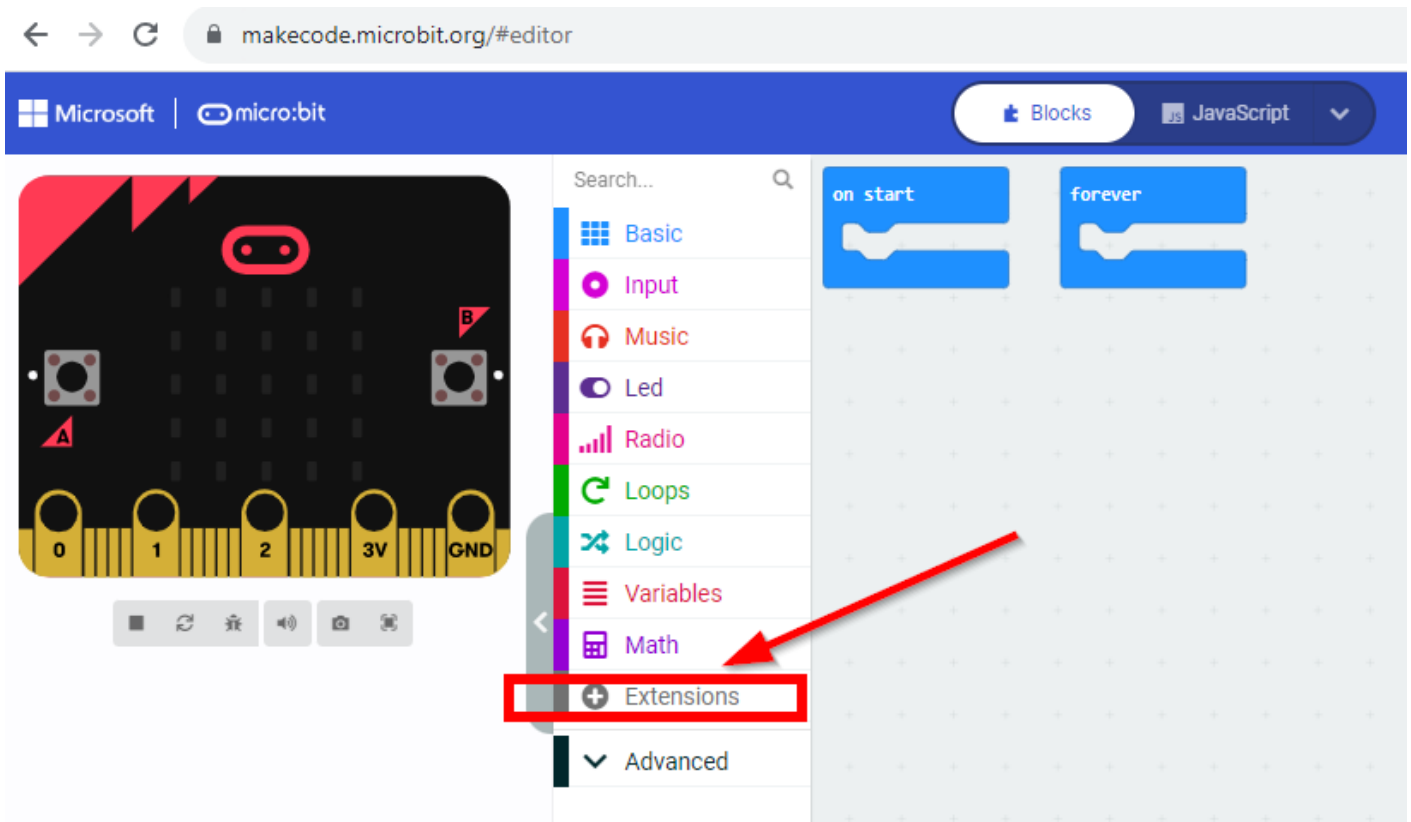 makecode.microbit.org/#editor
Microsoft | micro:bit
Blocks
JS JavaScript
Search...
Basic
Input
Music
Led
Radio
Loops
Logic
Variables
Math
Extensions
Advanced
on start
forever
B
A
0 1 2 3V GND